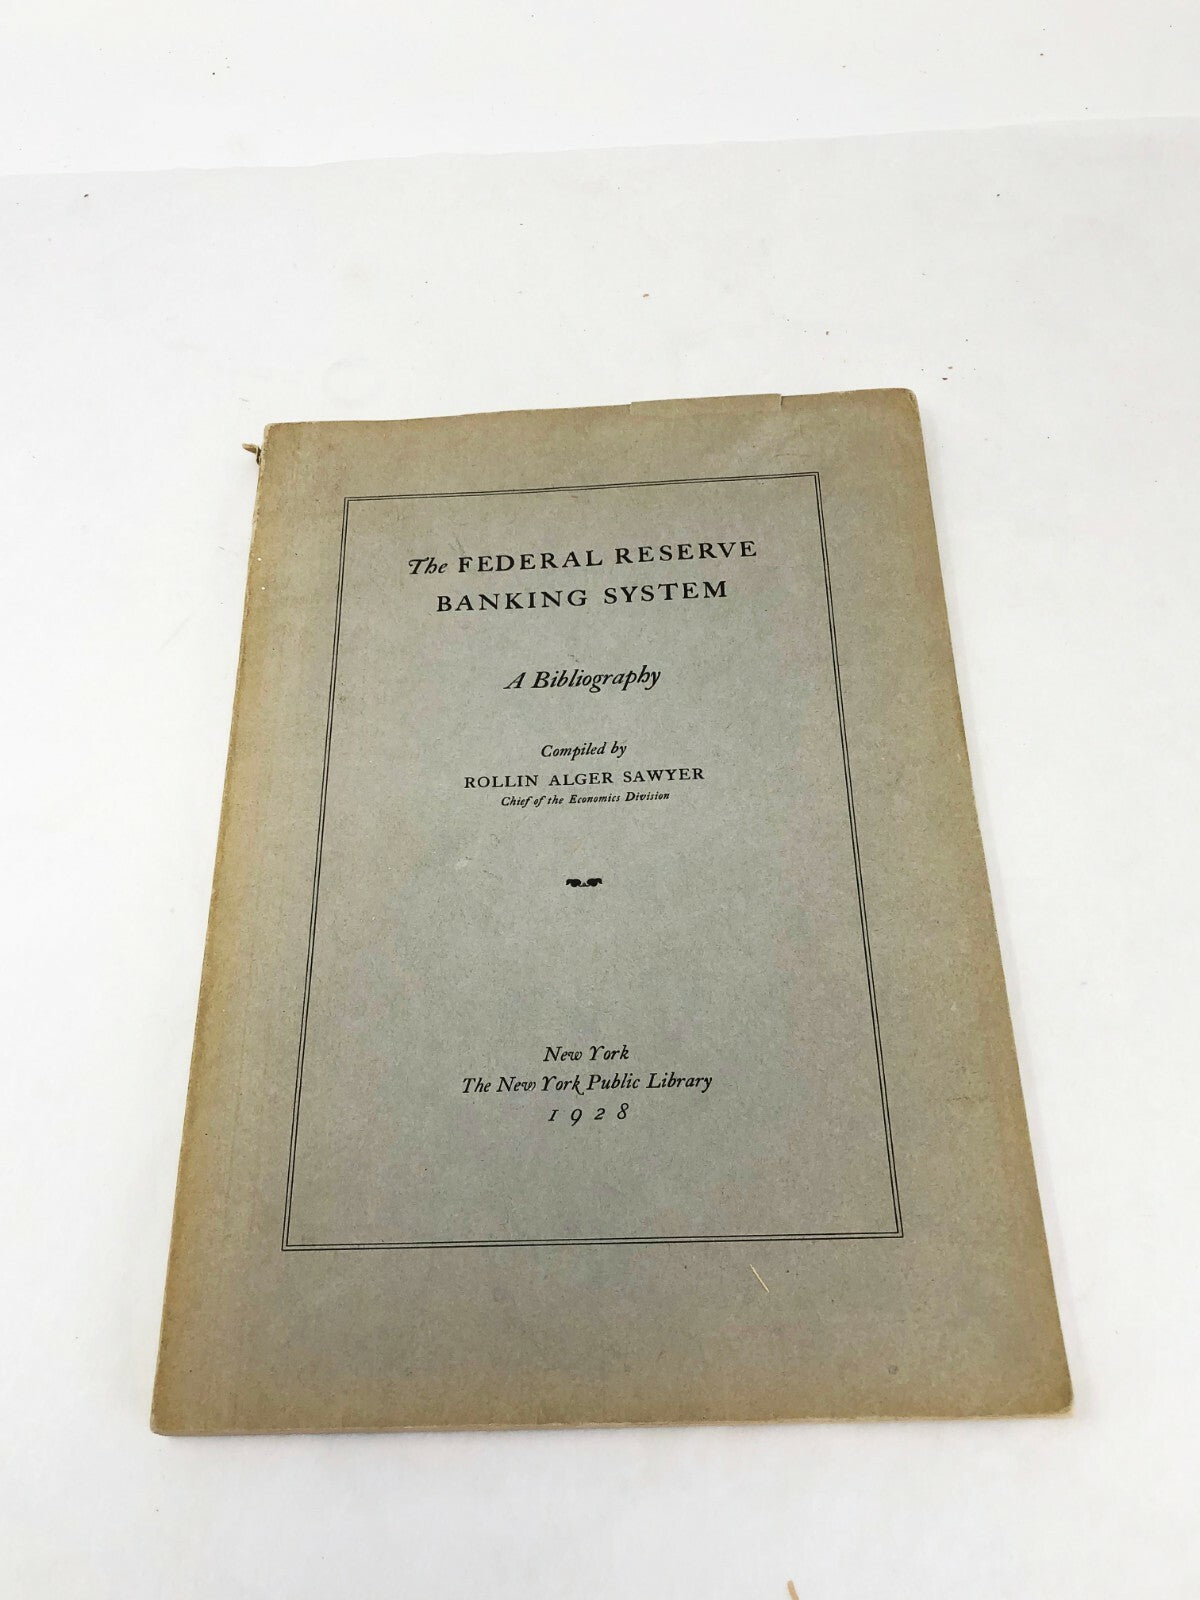 The FEDERAL RESERVE
BANKING SYSTEM
A Bibliography
Compiled by
ROLLIN ALGER SAWYER
Chief of the Economics Division
New York
The New York Public Library
1928